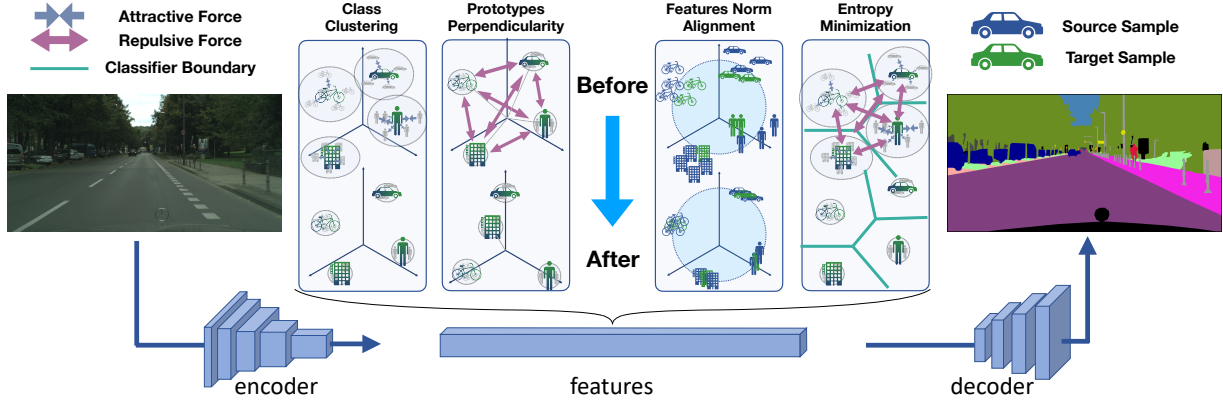 Attractive Force
Repulsive Force
Classifier Boundary
Class
Clustering
Prototypes
Perpendicularity
Features Norm
Alignment
Entropy
Minimization
Source Sample
Target Sample
Before
After
encoder
features
decoder